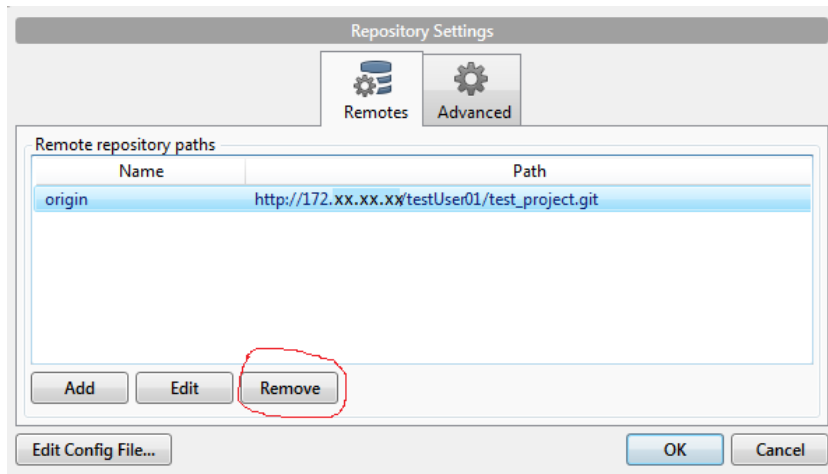 Repository Settings
Remotes Advanced
Remote repository paths
Name Path
origin http://172.xx.xx.xx/testUser01/test_project.git
Add Edit Remove
Edit Config File... OK Cancel